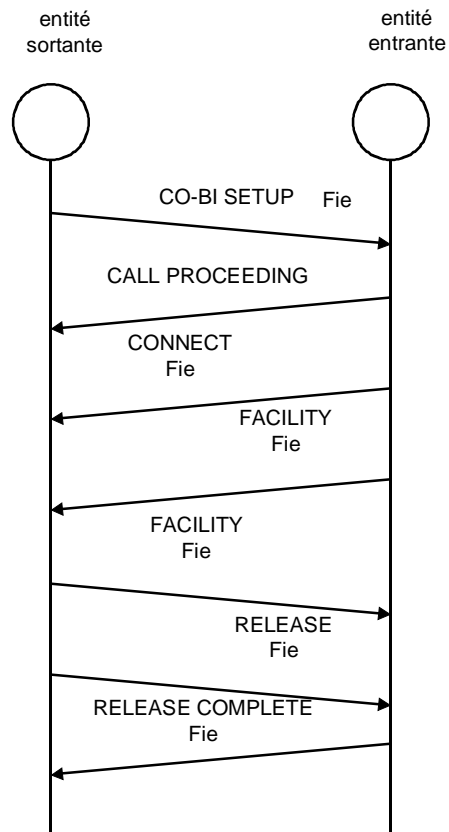 entité
sortante
entité
entrante
CO-BI SETUP Fie
CALL PROCEEDING
CONNECT
Fie
FACILITY
Fie
FACILITY
Fie
RELEASE
Fie
RELEASE COMPLETE
Fie